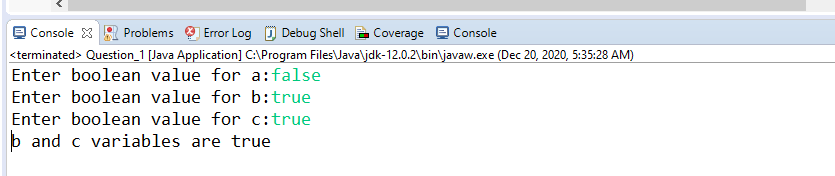 Console Problems Error Log Debug Shell Coverage Console
<terminated> Question_1 [Java Application] C:\Program Files\Java\jdk-12.0.2\bin\javaw.exe (Dec 20, 2020, 5:35:28 AM)
Enter boolean value for a:false
Enter boolean value for b:true
Enter boolean value for c:true
b and c variables are true